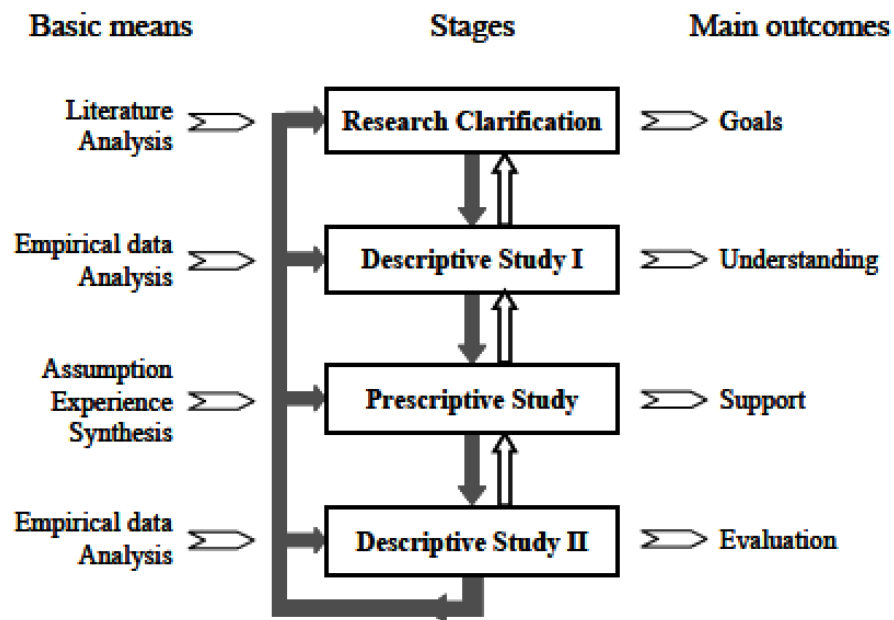 Basic means
Stages
Main outcomes
Literature
Analysis
Research Clarification
Goals
Empirical data
Analysis
Descriptive Study I
Understanding
Assumption
Experience
Synthesis
Prescriptive Study
Support
Empirical data
Analysis
Descriptive Study II
Evaluation